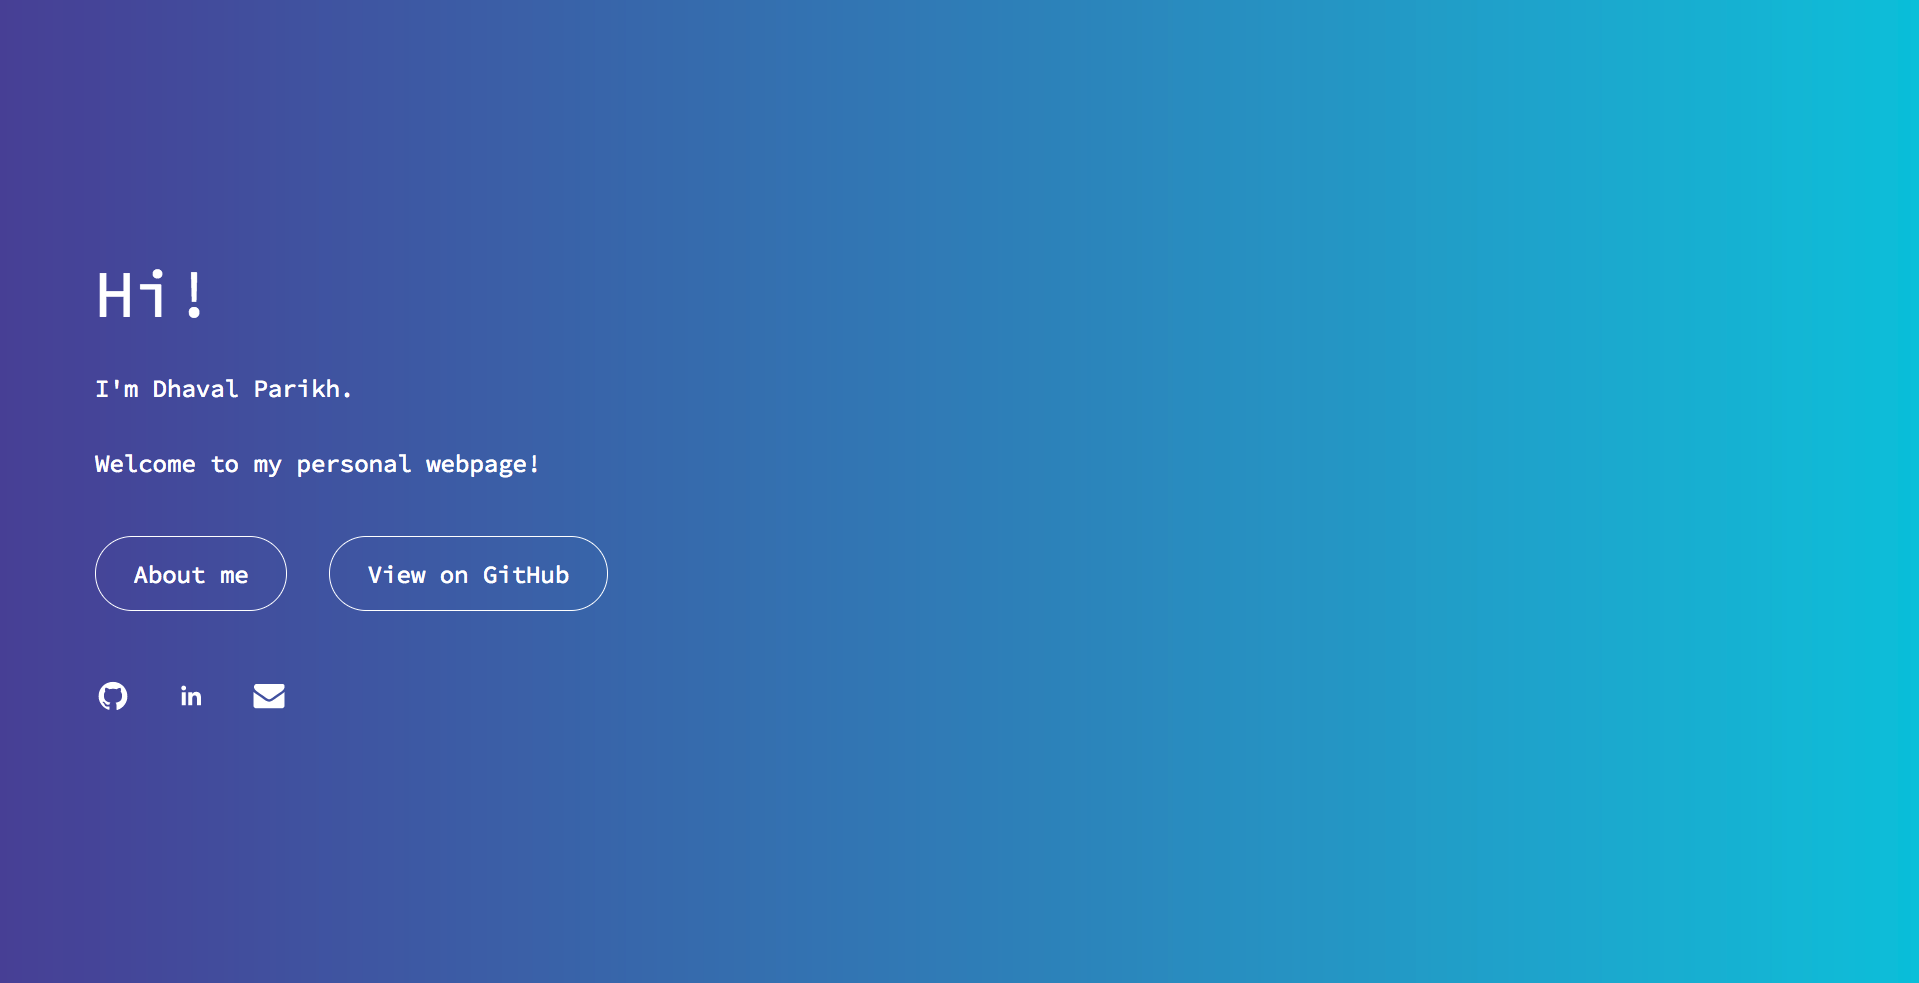 Hi!
I'm Dhaval Parikh.
Welcome to my personal webpage!
About me
View on GitHub
in